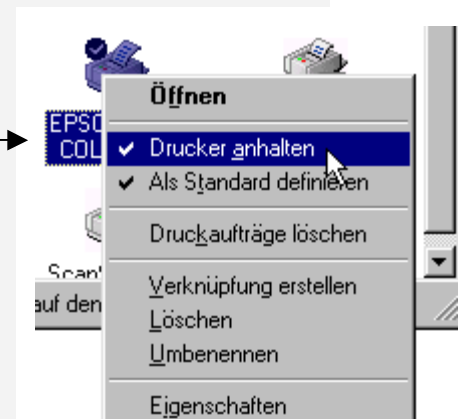 Öffnen
EPSO
COL
Drucker anhalten
Als Standard definieren
Druckaufträge löschen
Scan
auf den
Verknüpfung erstellen
Löschen
Umbenennen
Eigenschaften